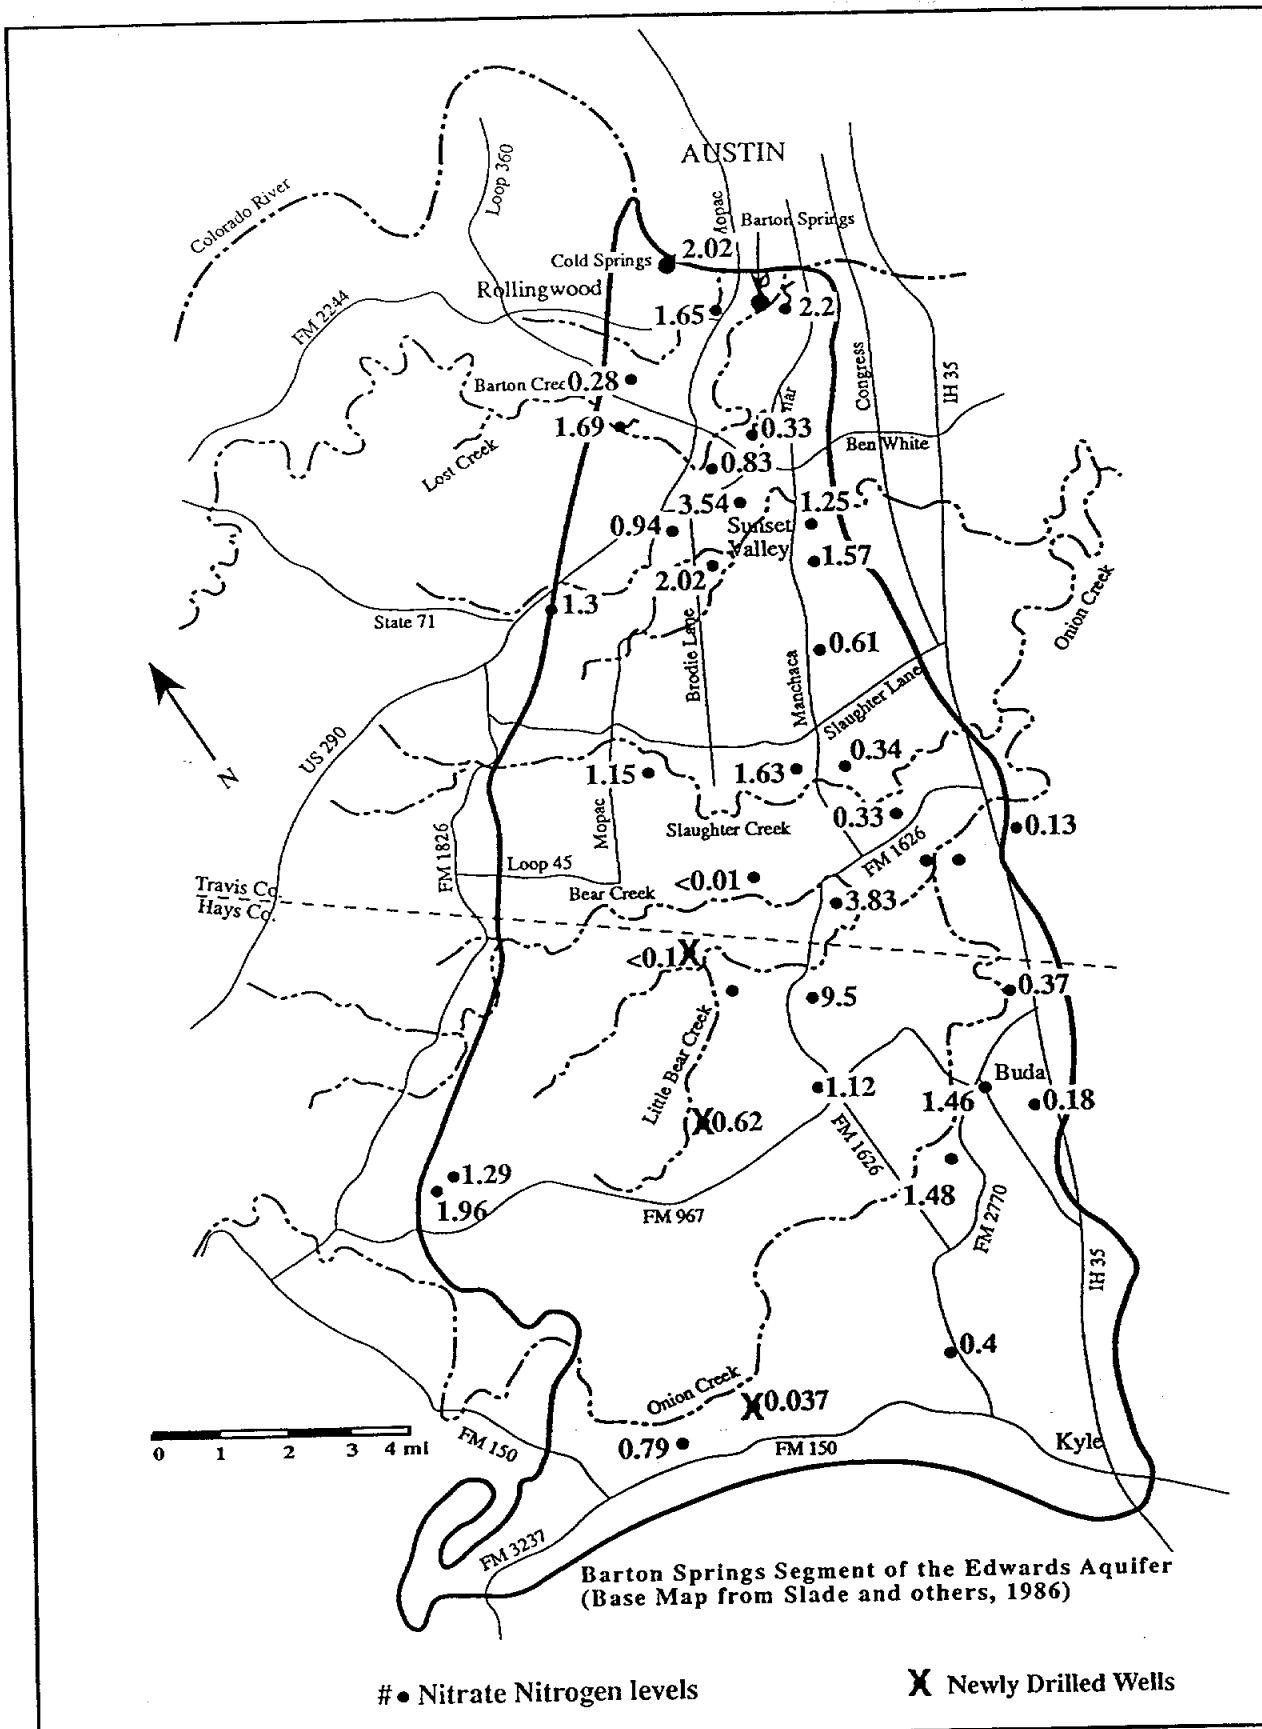 AUSTIN
Loop 360
Colorado River
Mopac
Barton Springs
Cold Springs
2.02
Rollingwood
FM 2244
1.65
2.2
Congress
IH 35
Barton Cree
0.28
1.69
0.33
Ben White
Lost Creek
0.83
3.54
1.25
0.94
Sunset
Valley
1.57
2.02
1.3
State 71
Onion Creek
Brodie Lane
0.61
Manchaca
Slaughter Lane
US 290
N
0.34
1.15
1.63
0.33
Slaughter Creek
0.13
Mopac
FM 1826
FM 1626
Loop 45
Travis Co.
Hays Co.
Bear Creek
<0.01
3.83
<0.1
X
0.37
9.5
Little Bear Creek
Buda
1.12
1.46
0.18
X
0.62
FM 1626
1.29
1.96
1.48
FM 967
FM 2770
IH 35
0.4
Onion Creek
X
0.037
0 1 2 3 4 mi
FM 150
0.79
FM 150
Kyle
FM 3237
Barton Springs Segment of the Edwards Aquifer
(Base Map from Slade and others, 1986)
# • Nitrate Nitrogen levels
X Newly Drilled Wells